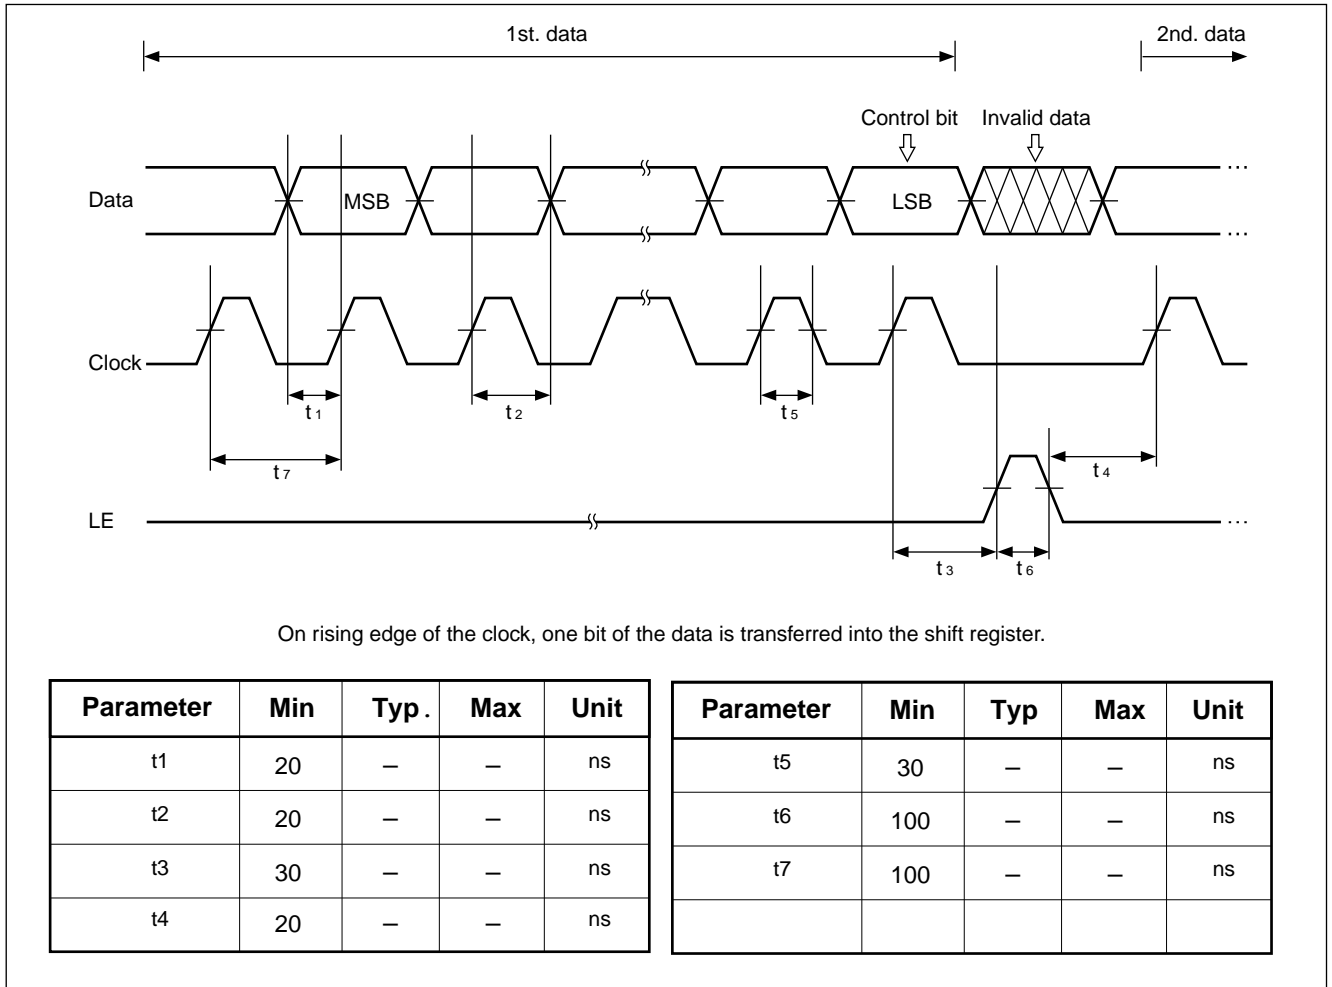 1st. data
2nd. data
Control bit
Invalid data
Data
MSB
LSB
...
...
Clock
t1
t2
t5
t7
t4
LE
...
t3
t6
On rising edge of the clock, one bit of the data is transferred into the shift register.
Parameter Min Typ. Max Unit
t1 20 – – ns
t2 20 – – ns
t3 30 – – ns
t4 20 – – ns
Parameter Min Typ Max Unit
t5 30 – – ns
t6 100 – – ns
t7 100 – – ns